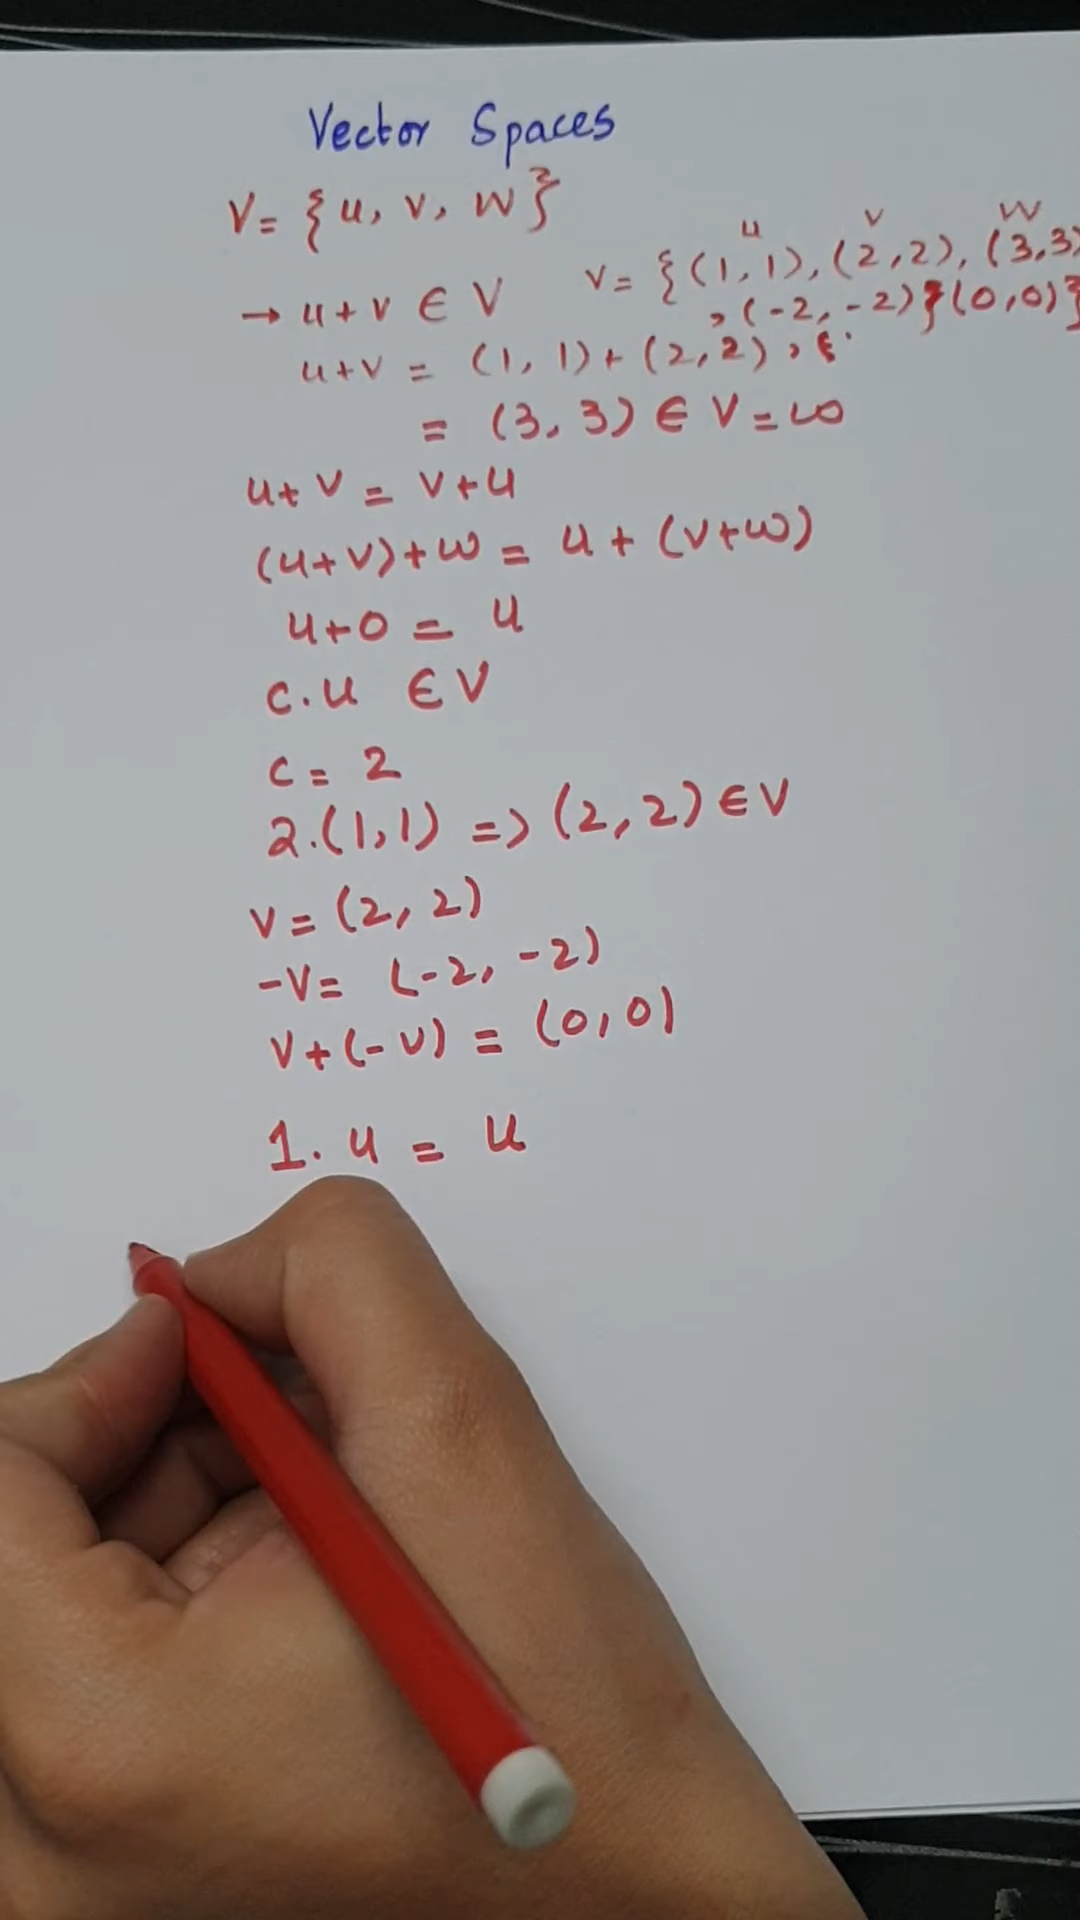 Vector Spaces
V = {u, v, w}
u v w
V = {(1,1), (2,2), (3,3)
, (-2,-2)} (0,0)}
→ u + v ∈ V
u + v = (1, 1) + (2, 2) ,
= (3, 3) ∈ V = w
u + v = v + u
(u + v) + w = u + (v + w)
u + 0 = u
c . u ∈ V
c = 2
2.(1,1) => (2,2) ∈ V
v = (2, 2)
-v = (-2, -2)
v + (-v) = (0,0)
1. u = u